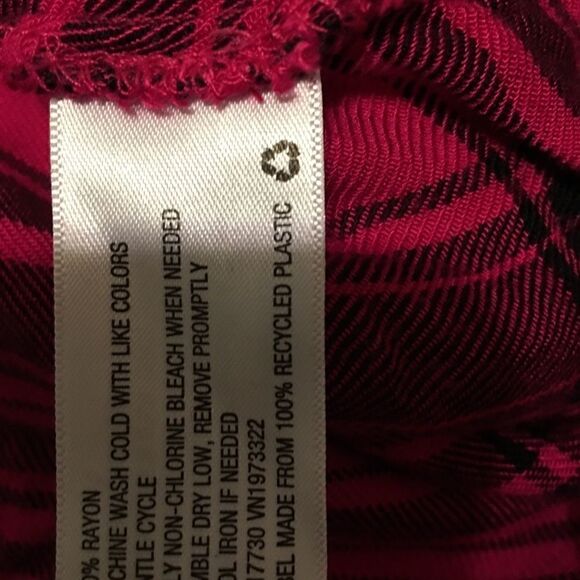 0% RAYON
CHINE WASH COLD WITH LIKE COLORS
NTLE CYCLE
LY NON-CHLORINE BLEACH WHEN NEEDED
MBLE DRY LOW, REMOVE PROMPTLY
OL IRON IF NEEDED
17730 VN1973322
BEL MADE FROM 100% RECYCLED PLASTIC